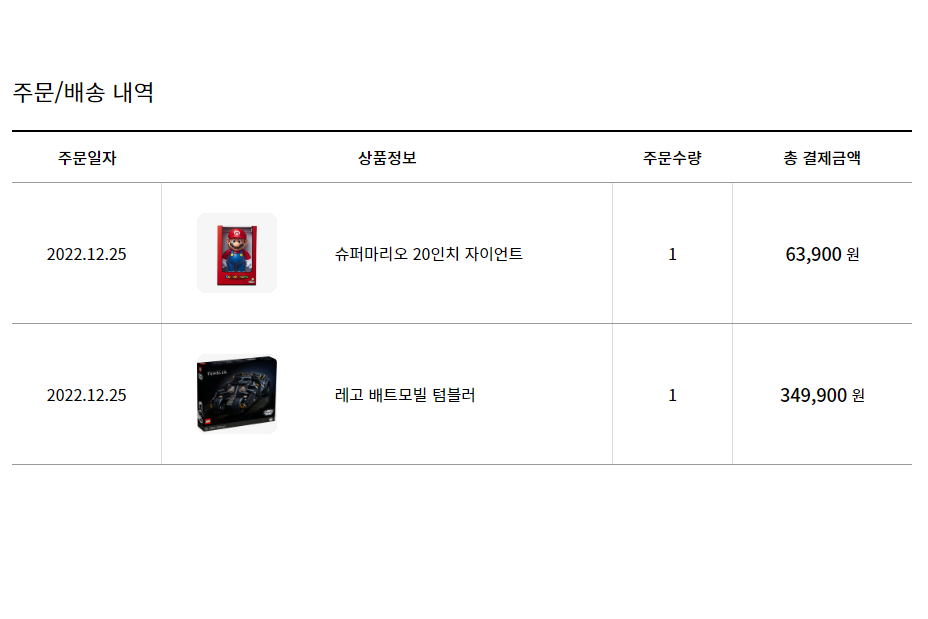 주문/배송 내역
주문일자 상품정보 주문수량 총 결제금액
2022.12.25 슈퍼마리오 20인치 자이언트 1 63,900 원
TUMBLER
2022.12.25 레고 배트모빌 텀블러 1 349,900 원